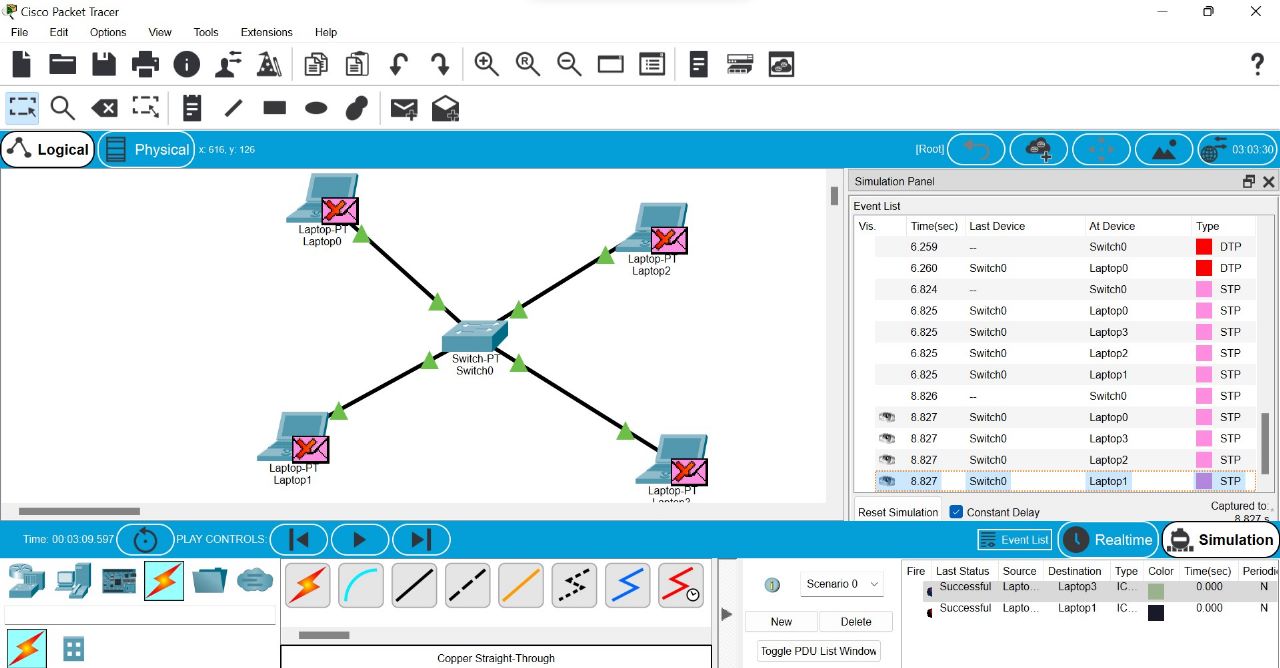 Cisco Packet Tracer
File Edit Options View Tools Extensions Help
R
?
Logical Physical x: 616, y: 126 [Root] 03:03:30
Simulation Panel
Event List
Vis. Time(sec) Last Device At Device Type
6.259 -- Switch0 DTP
6.260 Switch0 Laptop0 DTP
6.824 -- Switch0 STP
6.825 Switch0 Laptop0 STP
6.825 Switch0 Laptop3 STP
6.825 Switch0 Laptop2 STP
6.825 Switch0 Laptop1 STP
8.826 -- Switch0 STP
8.827 Switch0 Laptop0 STP
8.827 Switch0 Laptop3 STP
8.827 Switch0 Laptop2 STP
8.827 Switch0 Laptop1 STP
Laptop-PT
Laptop0
Laptop-PT
Laptop2
Switch-PT
Switch0
Laptop-PT
Laptop1
Laptop-PT
Reset Simulation Constant Delay Captured to:
8.827 s
Time: 00:03:09.597 PLAY CONTROLS: Event List Realtime Simulation
Scenario 0
New Delete
Toggle PDU List Window
Fire Last Status Source Destination Type Color Time(sec) Periodi
Successful Lapto... Laptop3 IC... 0.000 N
Successful Lapto... Laptop1 IC... 0.000 N
Copper Straight-Through